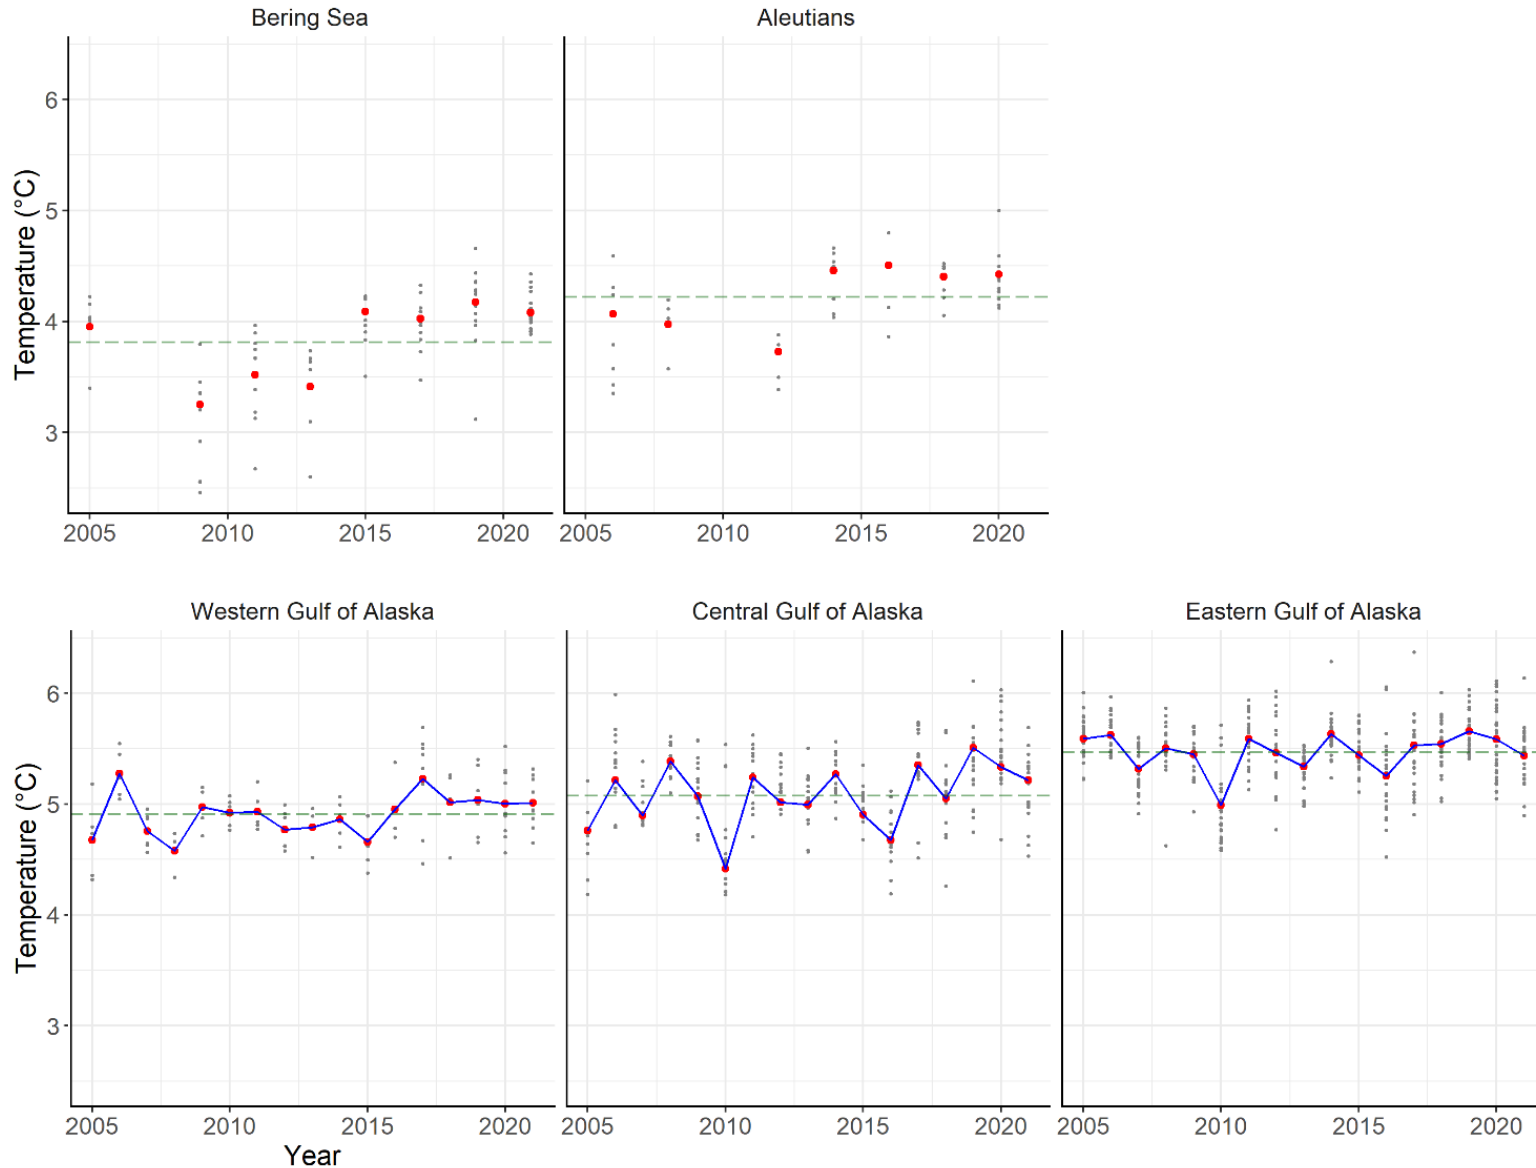 Bering Sea Aleutians
Temperature (°C)
6
5
4
3
2005 2010 2015 2020 2005 2010 2015 2020
Western Gulf of Alaska Central Gulf of Alaska Eastern Gulf of Alaska
Temperature (°C)
6
5
4
3
2005 2010 2015 2020 2005 2010 2015 2020 2005 2010 2015 2020
Year